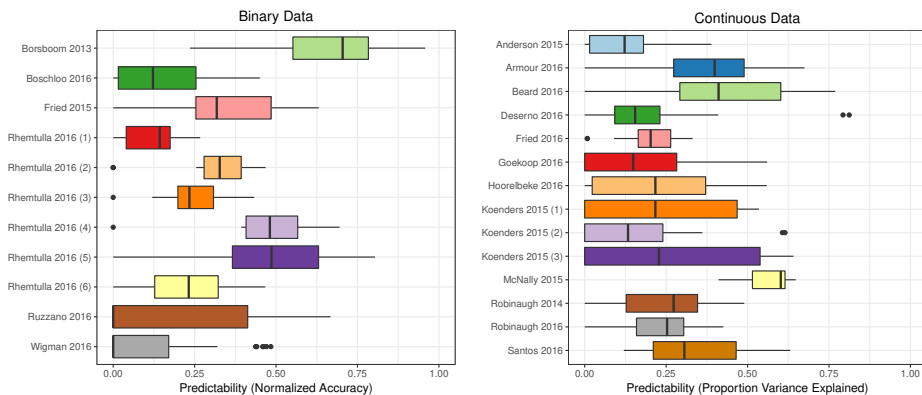 Binary Data
Borsboom 2013
Boschloo 2016
Fried 2015
Rhemtulla 2016 (1)
Rhemtulla 2016 (2)
Rhemtulla 2016 (3)
Rhemtulla 2016 (4)
Rhemtulla 2016 (5)
Rhemtulla 2016 (6)
Ruzzano 2016
Wigman 2016
0.00 0.25 0.50 0.75 1.00
Predictability (Normalized Accuracy)
Continuous Data
Anderson 2015
Armour 2016
Beard 2016
Deserno 2016
Fried 2016
Goekoop 2016
Hoorelbeke 2016
Koenders 2015 (1)
Koenders 2015 (2)
Koenders 2015 (3)
McNally 2015
Robinaugh 2014
Robinaugh 2016
Santos 2016
0.00 0.25 0.50 0.75 1.00
Predictability (Proportion Variance Explained)